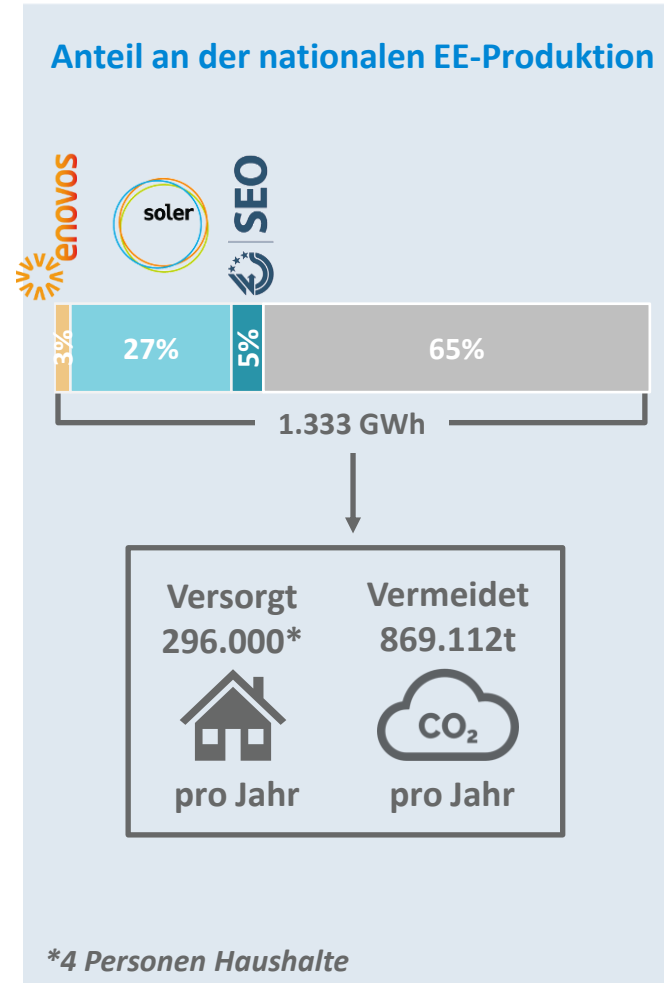 Anteil an der nationalen EE-Produktion
enovos
soler
SEO
3%
27%
5%
65%
1.333 GWh
Versorgt
296.000*
pro Jahr
Vermeidet
869.112t
CO₂
pro Jahr
*4 Personen Haushalte